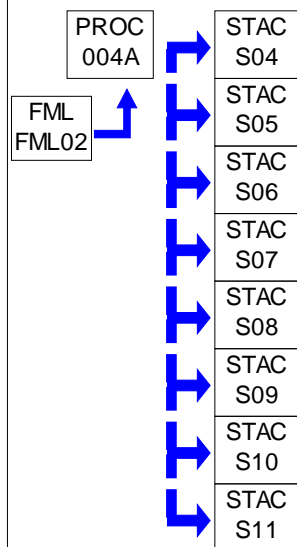 PROC
004A
FML
FML02
STAC
S04
STAC
S05
STAC
S06
STAC
S07
STAC
S08
STAC
S09
STAC
S10
STAC
S11